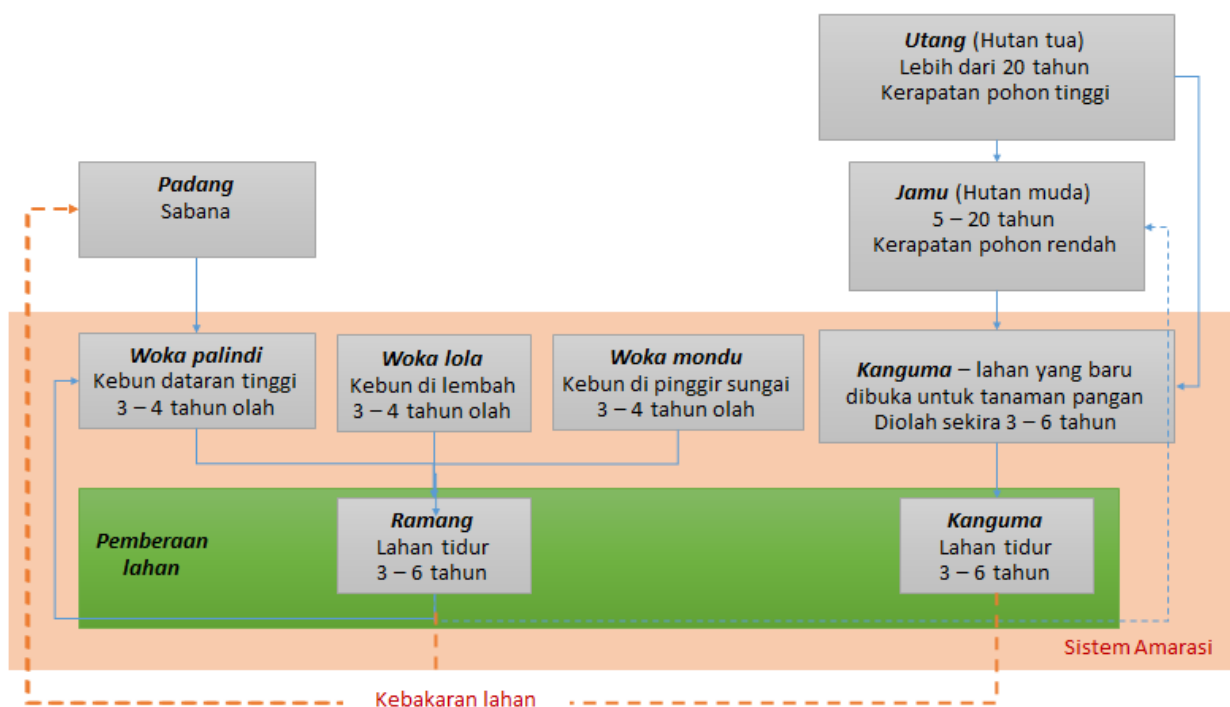 Utang (Hutan tua)
Lebih dari 20 tahun
Kerapatan pohon tinggi
Padang
Sabana
Jamu (Hutan muda)
5 – 20 tahun
Kerapatan pohon rendah
Woka palindi
Kebun dataran tinggi
3 – 4 tahun olah
Woka lola
Kebun di lembah
3 – 4 tahun olah
Woka mondu
Kebun di pinggir sungai
3 – 4 tahun olah
Kanguma – lahan yang baru
dibuka untuk tanaman pangan
Diolah sekira 3 – 6 tahun
Pemberaan
lahan
Ramang
Lahan tidur
3 – 6 tahun
Kanguma
Lahan tidur
3 – 6 tahun
Sistem Amarasi
Kebakaran lahan